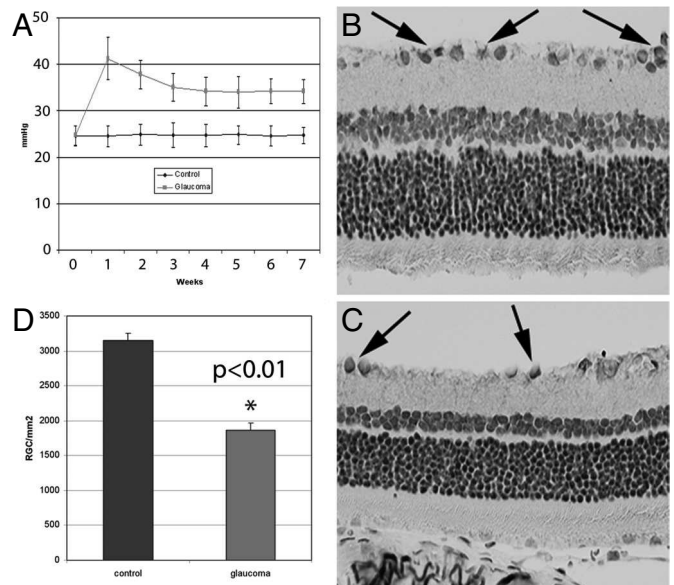 A
50
40
30
20
10
0
mmHg
Control
Glaucoma
0 1 2 3 4 5 6 7
Weeks
B
D
3500
3000
2500
2000
1500
1000
500
0
RGC/mm2
p<0.01
*
control glaucoma
C